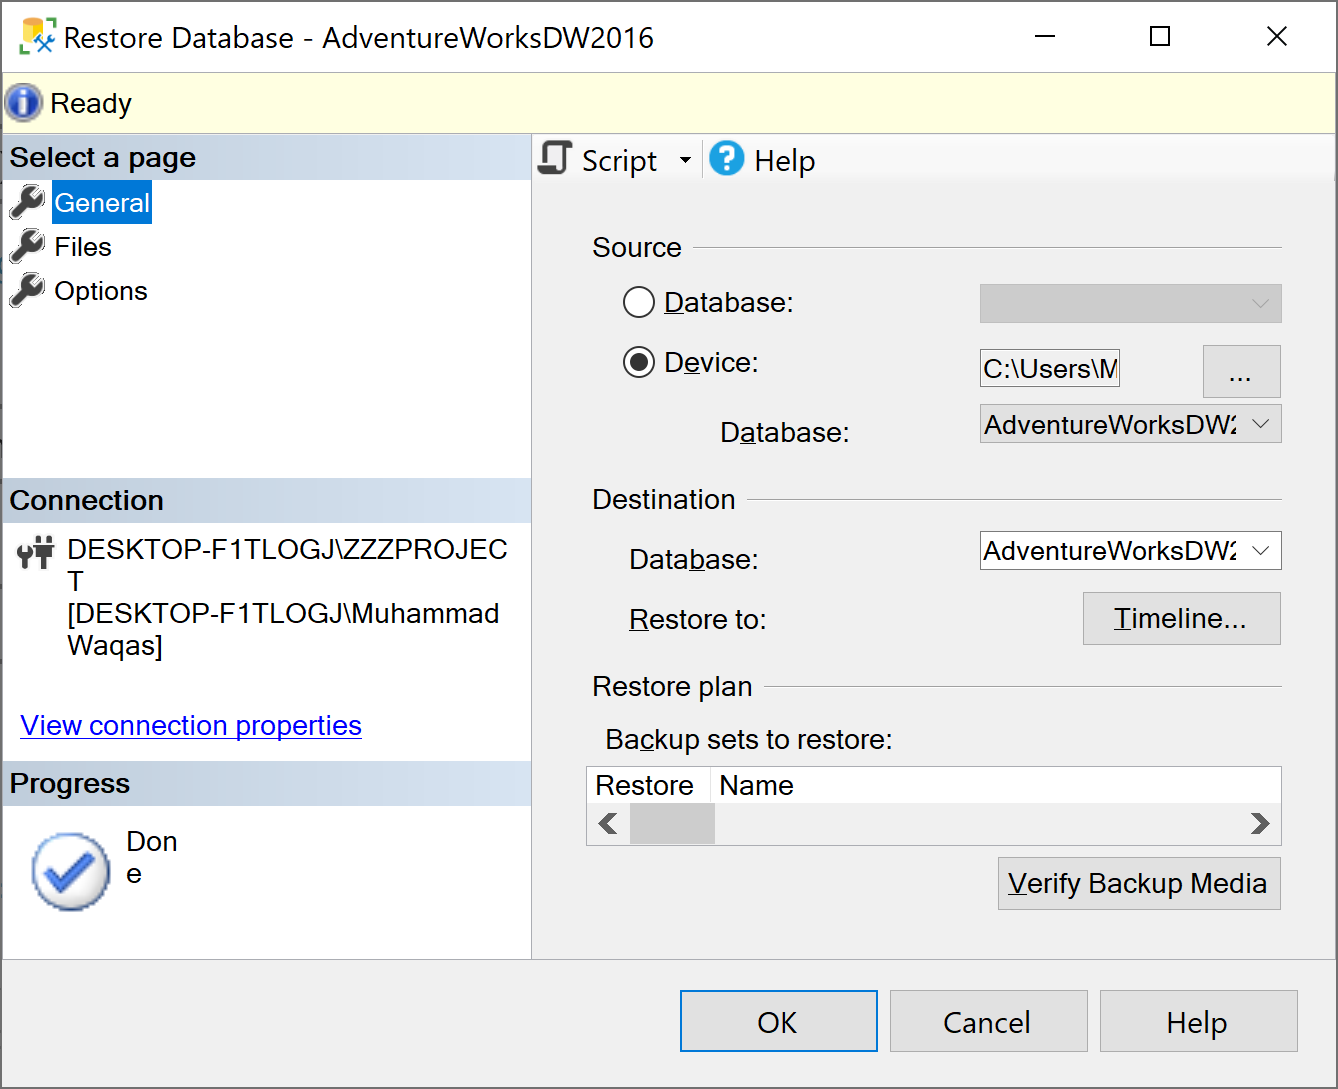 Restore Database - AdventureWorksDW2016
Ready
Select a page
General
Files
Options
Connection
DESKTOP-F1TLOGJ\ZZZPROJEC
T
[DESKTOP-F1TLOGJ\Muhammad
Waqas]
View connection properties
Progress
Don
e
Script
Help
Source
Database:
Device:
C:\Users\M
...
Database:
AdventureWorksDW2
Destination
Database:
AdventureWorksDW2
Restore to:
Timeline...
Restore plan
Backup sets to restore:
Restore Name
Verify Backup Media
OK
Cancel
Help